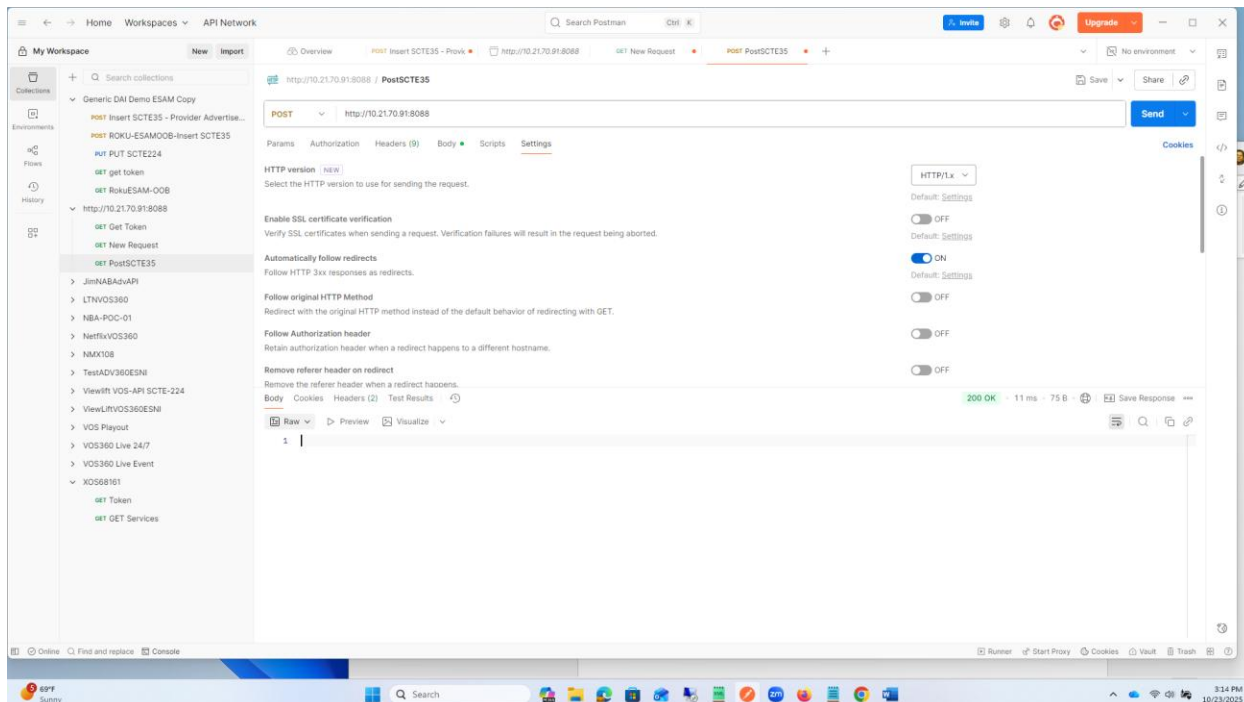 Home Workspaces API Network Search Postman Ctrl K Invite Upgrade
My Workspace New Import Overview POST Insert SCTE35 - Provic http://10.21.70.91:8088 GET New Request POST PostSCTE35 No environment
Collections
Environments
Flows
History
Search collections
Generic DAI Demo ESAM Copy
POST Insert SCTE35 - Provider Advertise...
POST ROKU-ESAMOOB-Insert SCTE35
PUT PUT SCTE224
GET get token
GET RokuESAM-OOB
http://10.21.70.91:8088
GET Get Token
GET New Request
GET PostSCTE35
JimNABAdvAPI
LTNVOS360
NBA-POC-01
NetflixVOS360
NMX108
TestADV360ESNI
Viewlift VOS-API SCTE-224
ViewLiftVOS360ESNI
VOS Playout
VOS360 Live 24/7
VOS360 Live Event
XOS68161
GET Token
GET GET Services
http://10.21.70.91:8088 / PostSCTE35 Save Share
POST http://10.21.70.91:8088 Send
Params Authorization Headers (9) Body Scripts Settings Cookies
HTTP version NEW
Select the HTTP version to use for sending the request.
HTTP/1.x
Default: Settings
Enable SSL certificate verification
Verify SSL certificates when sending a request. Verification failures will result in the request being aborted.
OFF
Default: Settings
Automatically follow redirects
Follow HTTP 3xx responses as redirects.
ON
Default: Settings
Follow original HTTP Method
Redirect with the original HTTP method instead of the default behavior of redirecting with GET.
OFF
Follow Authorization header
Retain authorization header when a redirect happens to a different hostname.
OFF
Remove referer header on redirect
Remove the referer header when a redirect happens.
OFF
Body Cookies Headers (2) Test Results 200 OK 11 ms 75 B Save Response
Raw Preview Visualize
1
Online Find and replace Console Runner Start Proxy Cookies Vault Trash
5 69°F
Sunny
Search
zm
3:14 PM
10/23/2025